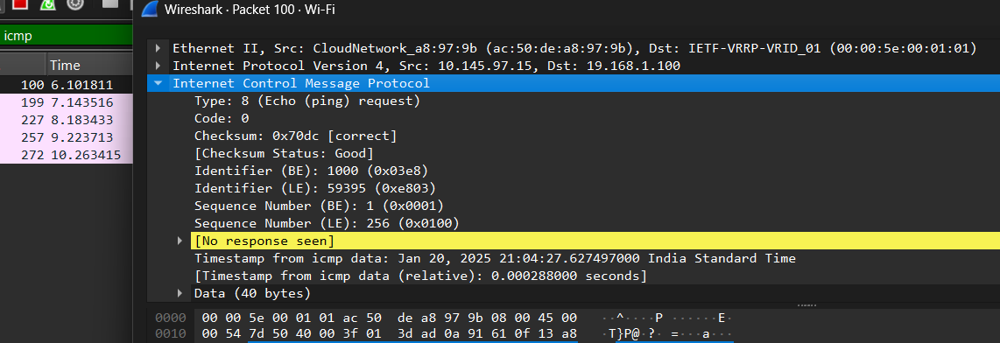 Wireshark · Packet 100 · Wi-Fi
icmp
Time
100 6.101811
199 7.143516
227 8.183433
257 9.223713
272 10.263415
Ethernet II, Src: CloudNetwork_a8:97:9b (ac:50:de:a8:97:9b), Dst: IETF-VRRP-VRID_01 (00:00:5e:00:01:01)
Internet Protocol Version 4, Src: 10.145.97.15, Dst: 19.168.1.100
Internet Control Message Protocol
Type: 8 (Echo (ping) request)
Code: 0
Checksum: 0x70dc [correct]
[Checksum Status: Good]
Identifier (BE): 1000 (0x03e8)
Identifier (LE): 59395 (0xe803)
Sequence Number (BE): 1 (0x0001)
Sequence Number (LE): 256 (0x0100)
[No response seen]
Timestamp from icmp data: Jan 20, 2025 21:04:27.627497000 India Standard Time
[Timestamp from icmp data (relative): 0.000288000 seconds]
Data (40 bytes)
0000 00 00 5e 00 01 01 ac 50 de a8 97 9b 08 00 45 00 ··^····P ······E·
0010 00 54 7d 50 40 00 3f 01 3d ad 0a 91 61 0f 13 a8 ·T}P@·?· =···a···